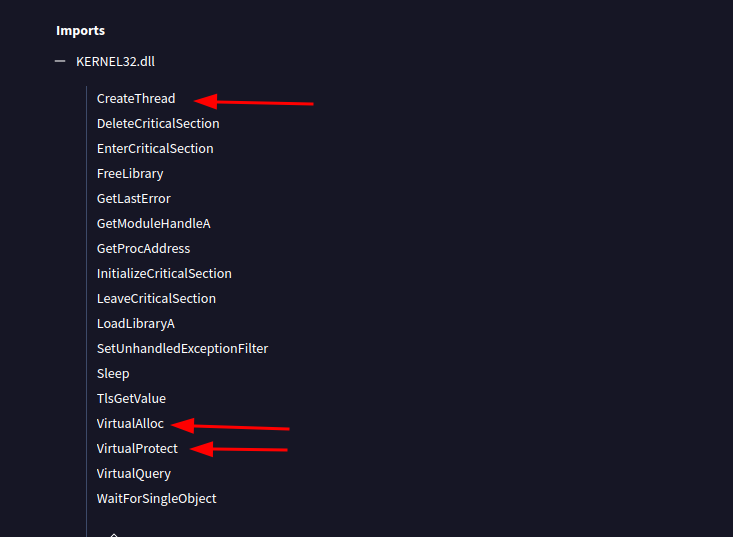 Imports
KERNEL32.dll
CreateThread
DeleteCriticalSection
EnterCriticalSection
FreeLibrary
GetLastError
GetModuleHandleA
GetProcAddress
InitializeCriticalSection
LeaveCriticalSection
LoadLibraryA
SetUnhandledExceptionFilter
Sleep
TlsGetValue
VirtualAlloc
VirtualProtect
VirtualQuery
WaitForSingleObject